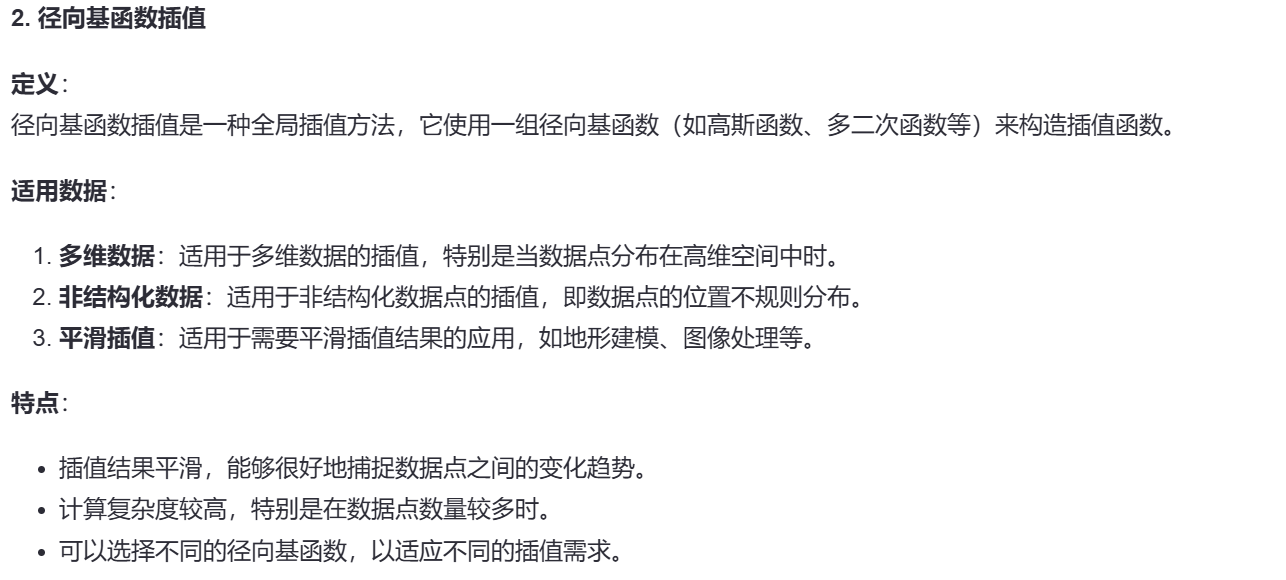 2. 径向基函数插值
定义：
径向基函数插值是一种全局插值方法，它使用一组径向基函数（如高斯函数、多二次函数等）来构造插值函数。
适用数据：
1. 多维数据：适用于多维数据的插值，特别是当数据点分布在高维空间中时。
2. 非结构化数据：适用于非结构化数据点的插值，即数据点的位置不规则分布。
3. 平滑插值：适用于需要平滑插值结果的应用，如地形建模、图像处理等。
特点：
• 插值结果平滑，能够很好地捕捉数据点之间的变化趋势。
• 计算复杂度较高，特别是在数据点数量较多时。
• 可以选择不同的径向基函数，以适应不同的插值需求。